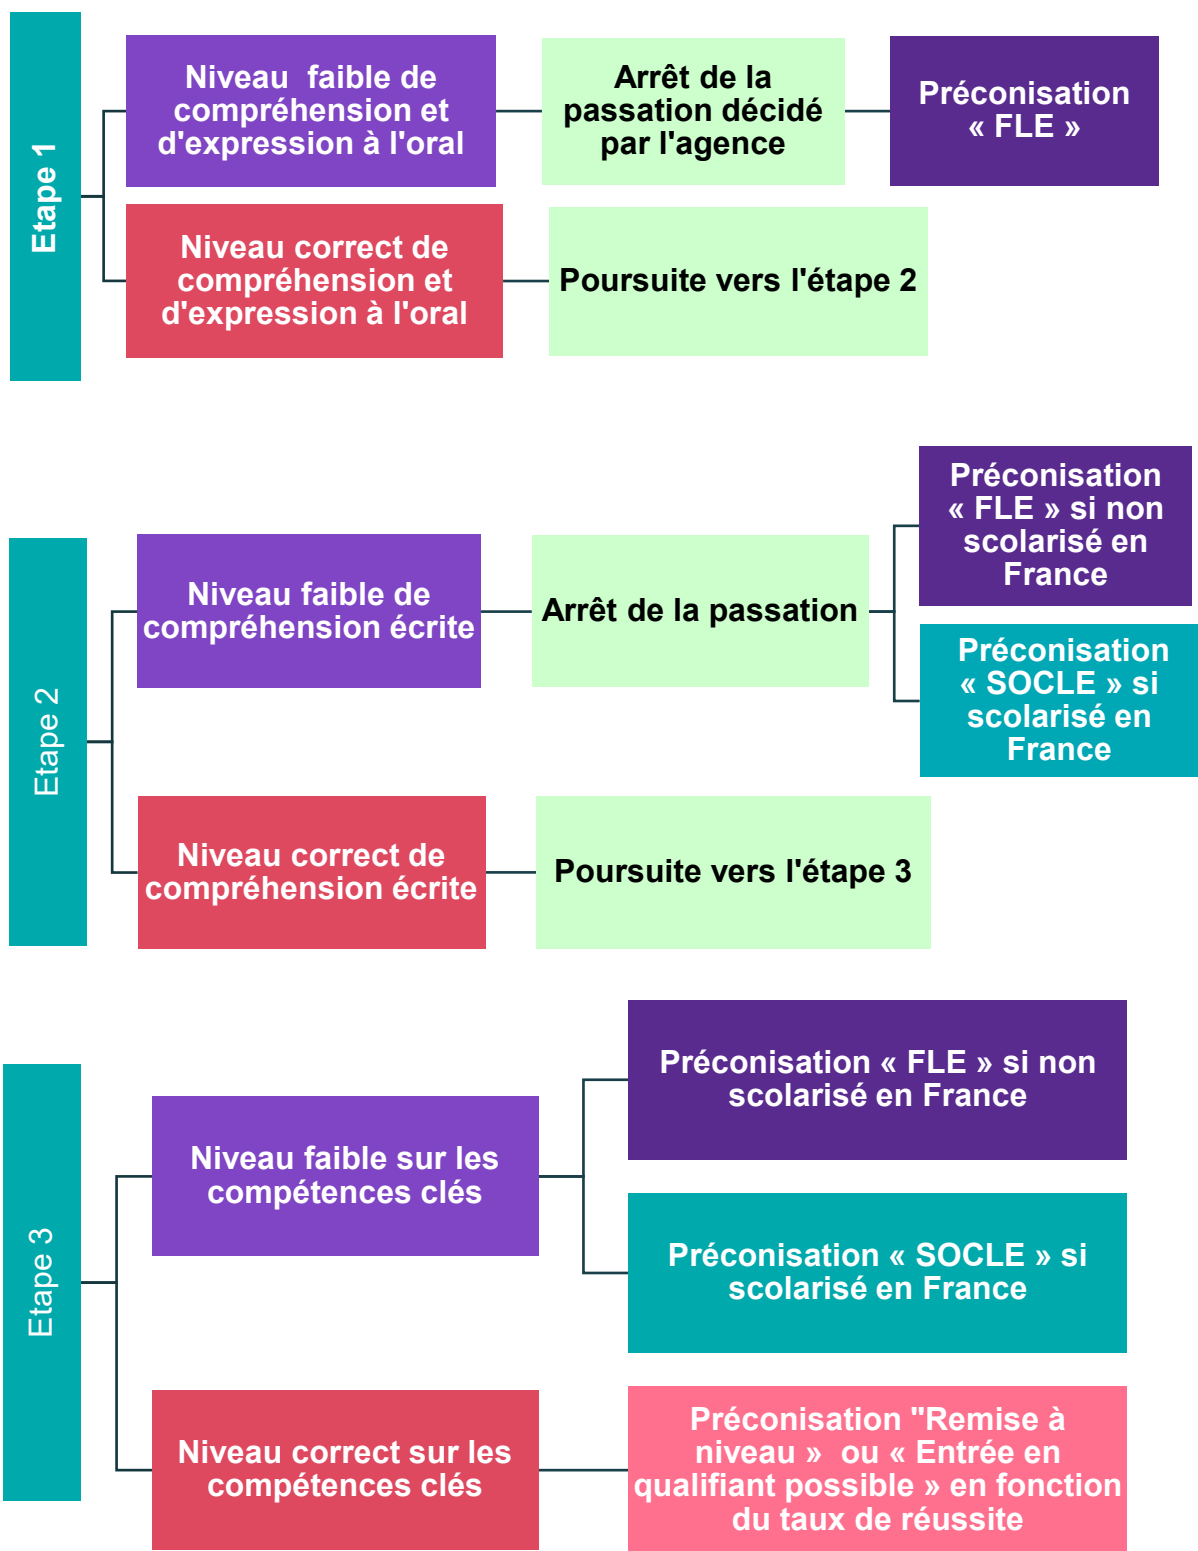 Etape 1
Niveau  faible de
compréhension et
d'expression à l'oral
Arrêt de la
passation décidé
par l'agence
Préconisation
« FLE »
Niveau correct de
compréhension et
d'expression à l'oral
Poursuite vers l'étape 2
Etape 2
Niveau faible de
compréhension écrite
Arrêt de la passation
Préconisation
« FLE » si non
scolarisé en
France
Préconisation
« SOCLE » si
scolarisé en
France
Niveau correct de
compréhension écrite
Poursuite vers l'étape 3
Etape 3
Niveau faible sur les
compétences clés
Préconisation « FLE » si non
scolarisé en France
Préconisation « SOCLE » si
scolarisé en France
Niveau correct sur les
compétences clés
Préconisation "Remise à
niveau »  ou « Entrée en
qualifiant possible » en fonction
du taux de réussite